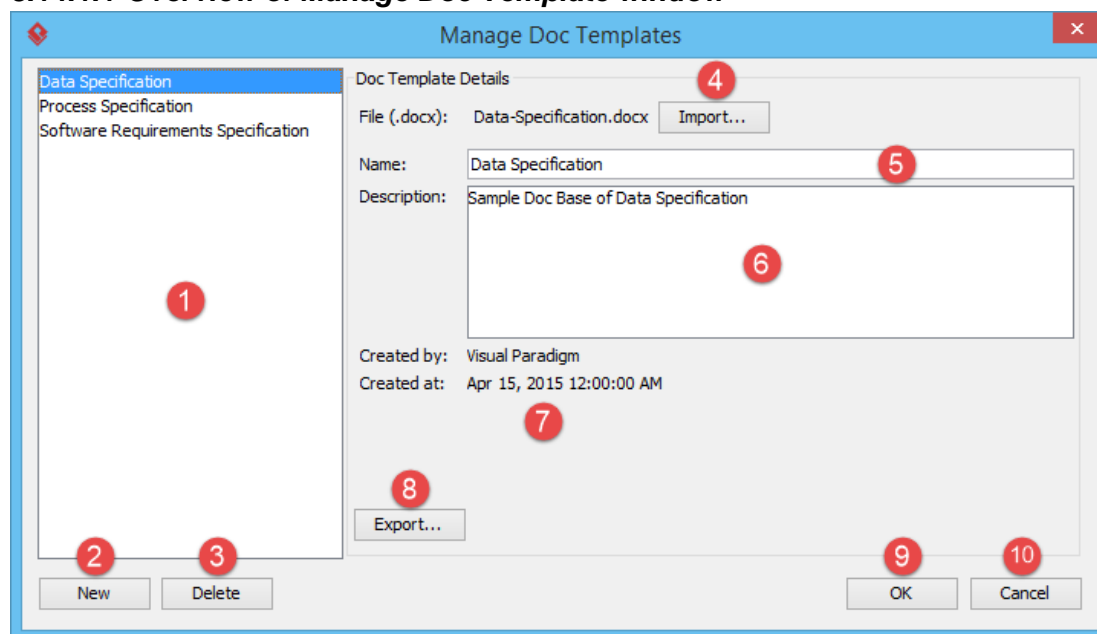 Manage Doc Templates
Data Specification
Process Specification
Software Requirements Specification
1
2
New
3
Delete
Doc Template Details
4
File (.docx): Data-Specification.docx Import...
Name: Data Specification
5
Description: Sample Doc Base of Data Specification
6
Created by: Visual Paradigm
Created at: Apr 15, 2015 12:00:00 AM
7
8
Export...
9
OK
10
Cancel